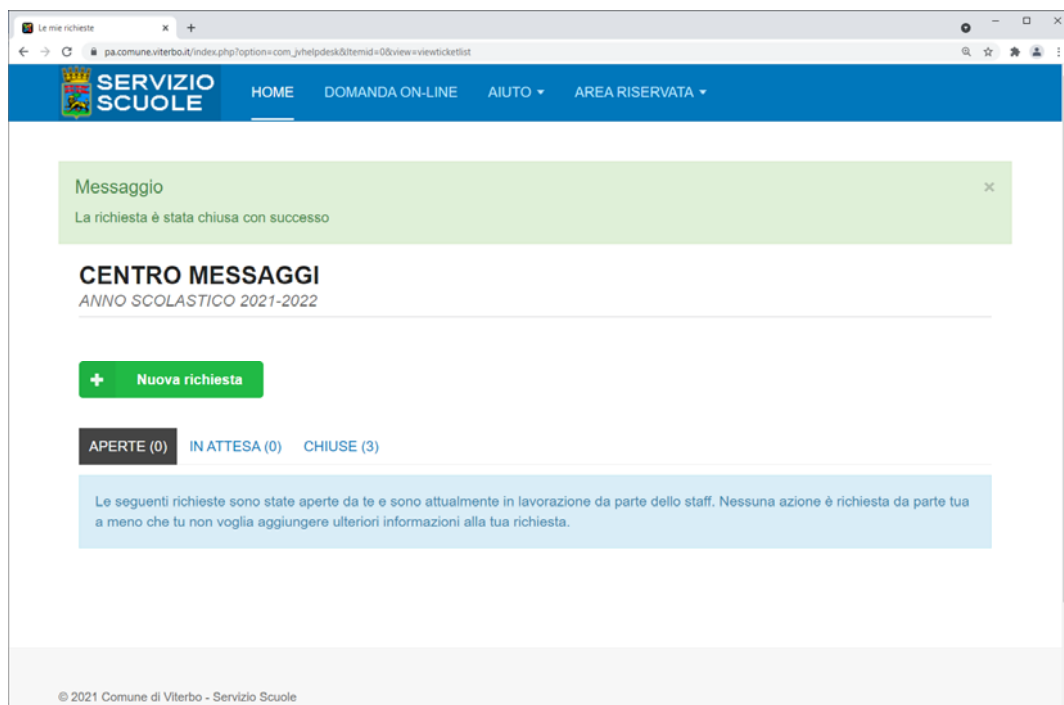 Le mie richieste
pa.comune.viterbo.it/index.php?option=com_jvhelpdesk&Itemid=0&view=viewticketlist
SERVIZIO SCUOLE
HOME DOMANDA ON-LINE AIUTO AREA RISERVATA
Messaggio
La richiesta è stata chiusa con successo
CENTRO MESSAGGI
ANNO SCOLASTICO 2021-2022
Nuova richiesta
APERTE (0) IN ATTESA (0) CHIUSE (3)
Le seguenti richieste sono state aperte da te e sono attualmente in lavorazione da parte dello staff. Nessuna azione è richiesta da parte tua
a meno che tu non voglia aggiungere ulteriori informazioni alla tua richiesta.
© 2021 Comune di Viterbo - Servizio Scuole